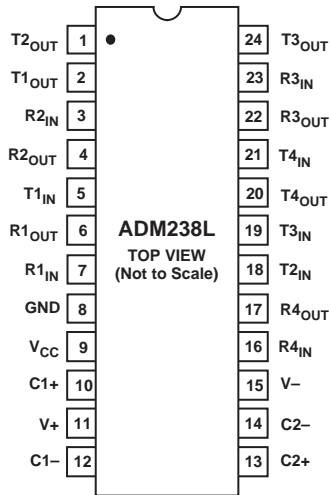 T2OUT 1 24 T3OUT
T1OUT 2 23 R3IN
R2IN 3 22 R3OUT
R2OUT 4 21 T4IN
T1IN 5 20 T4OUT
R1OUT 6 ADM238L 19 T3IN
TOP VIEW
R1IN 7 (Not to Scale) 18 T2IN
GND 8 17 R4OUT
VCC 9 16 R4IN
C1+ 10 15 V–
V+ 11 14 C2–
C1– 12 13 C2+